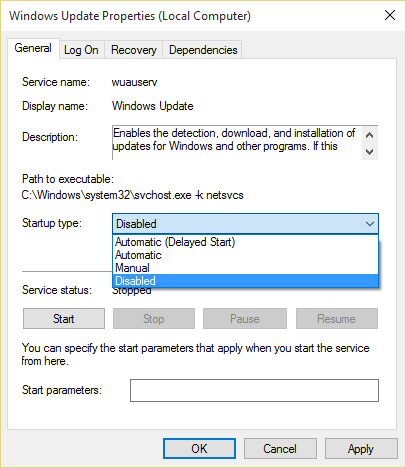 Windows Update Properties (Local Computer)
General Log On Recovery Dependencies
Service name: wuauserv
Display name: Windows Update
Description: Enables the detection, download, and installation of
updates for Windows and other programs. If this
Path to executable:
C:\Windows\system32\svchost.exe -k netsvcs
Startup type: Disabled
Automatic (Delayed Start)
Automatic
Manual
Disabled
Service status: Stopped
Start Stop Pause Resume
You can specify the start parameters that apply when you start the service
from here.
Start parameters:
OK Cancel Apply